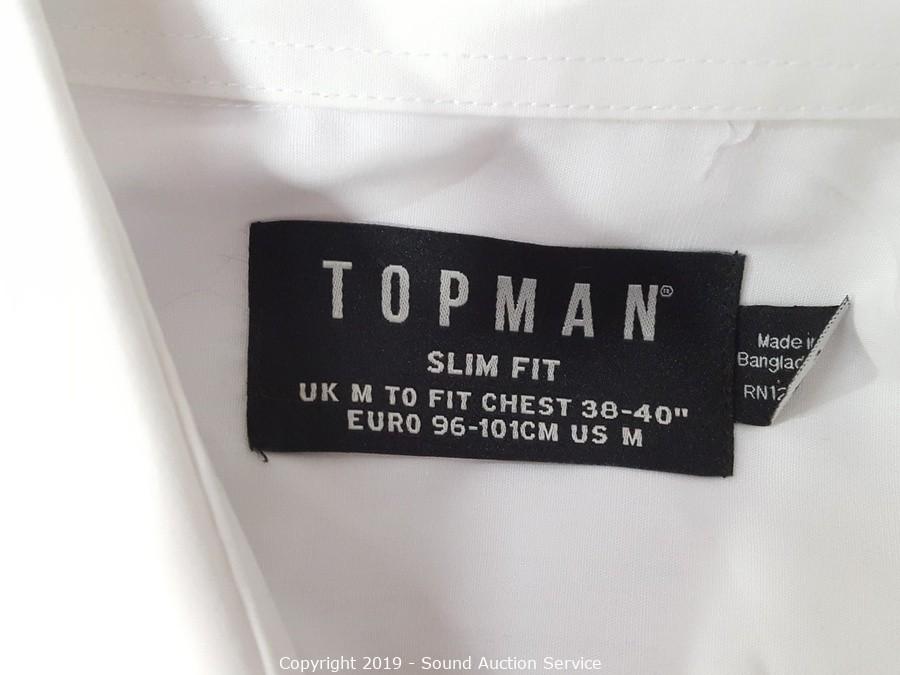 TOPMAN®
SLIM FIT
UK M TO FIT CHEST 38-40"
EURO 96-101CM US M
Made in
Banglad
RN12
Copyright 2019 - Sound Auction Service